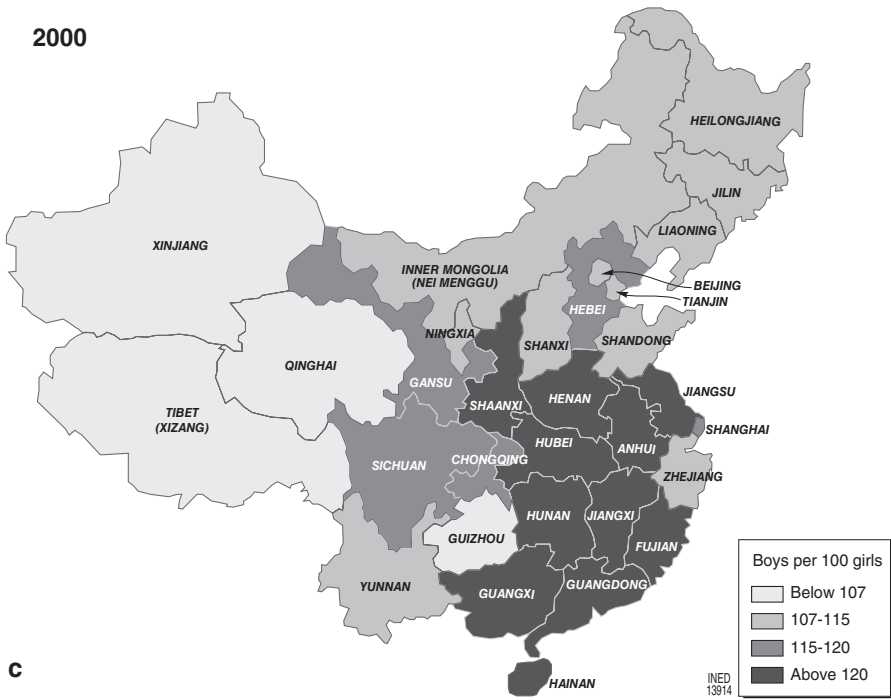 2000
HEILONGJIANG
JILIN
LIAONING
XINJIANG
INNER MONGOLIA
(NEI MENGGU)
BEIJING
TIANJIN
HEBEI
NINGXIA
SHANXI
SHANDONG
QINGHAI
GANSU
JIANGSU
SHAANXI
HENAN
TIBET
(XIZANG)
SHANGHAI
HUBEI
ANHUI
SICHUAN
CHONGQING
ZHEJIANG
HUNAN
JIANGXI
GUIZHOU
FUJIAN
YUNNAN
GUANGXI
GUANGDONG
HAINAN
Boys per 100 girls
Below 107
107-115
115-120
Above 120
INED
13914
c